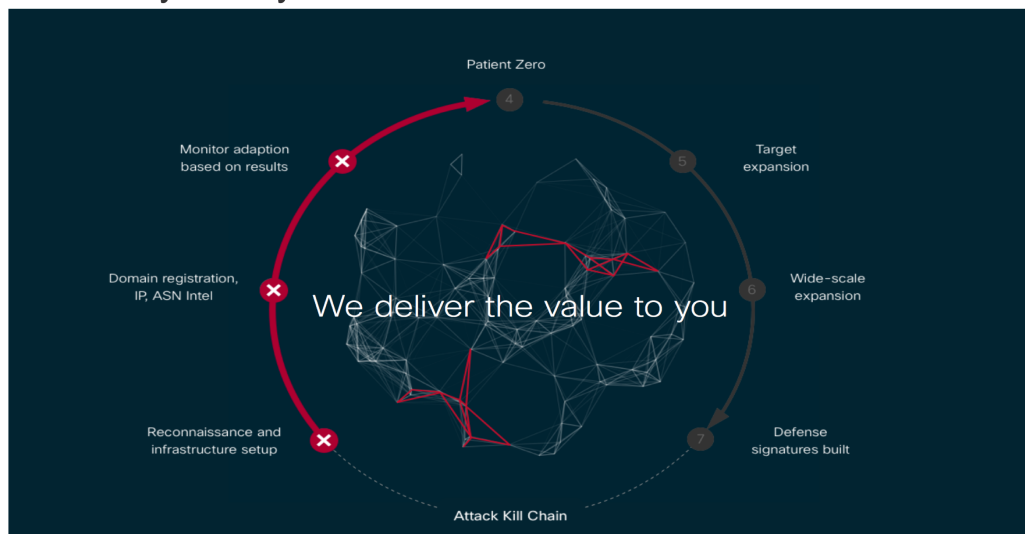 Patient Zero
4
Monitor adaption
based on results
5
Target
expansion
Domain registration,
IP, ASN Intel
We deliver the value to you
6
Wide-scale
expansion
Reconnaissance and
infrastructure setup
7
Defense
signatures built
Attack Kill Chain